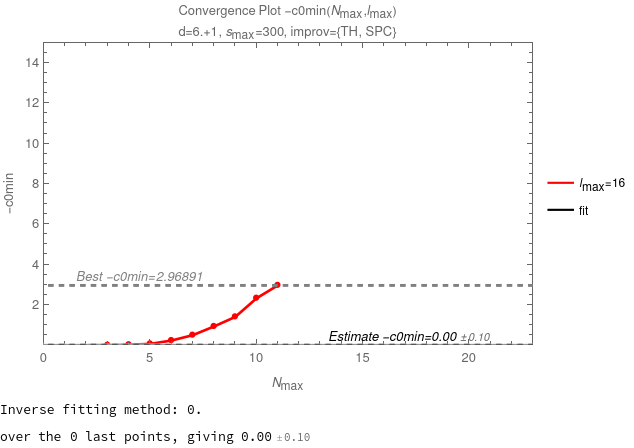 Convergence Plot −c0min(Nmax,lmax)
d=6.+1, smax=300, improv={TH, SPC}
−c0min
14
12
10
8
6
4
2
Best −c0min=2.96891
Estimate −c0min=0.00 ±0.10
0 5 10 15 20
Nmax
lmax=16
fit
Inverse fitting method: 0.
over the 0 last points, giving 0.00 ±0.10